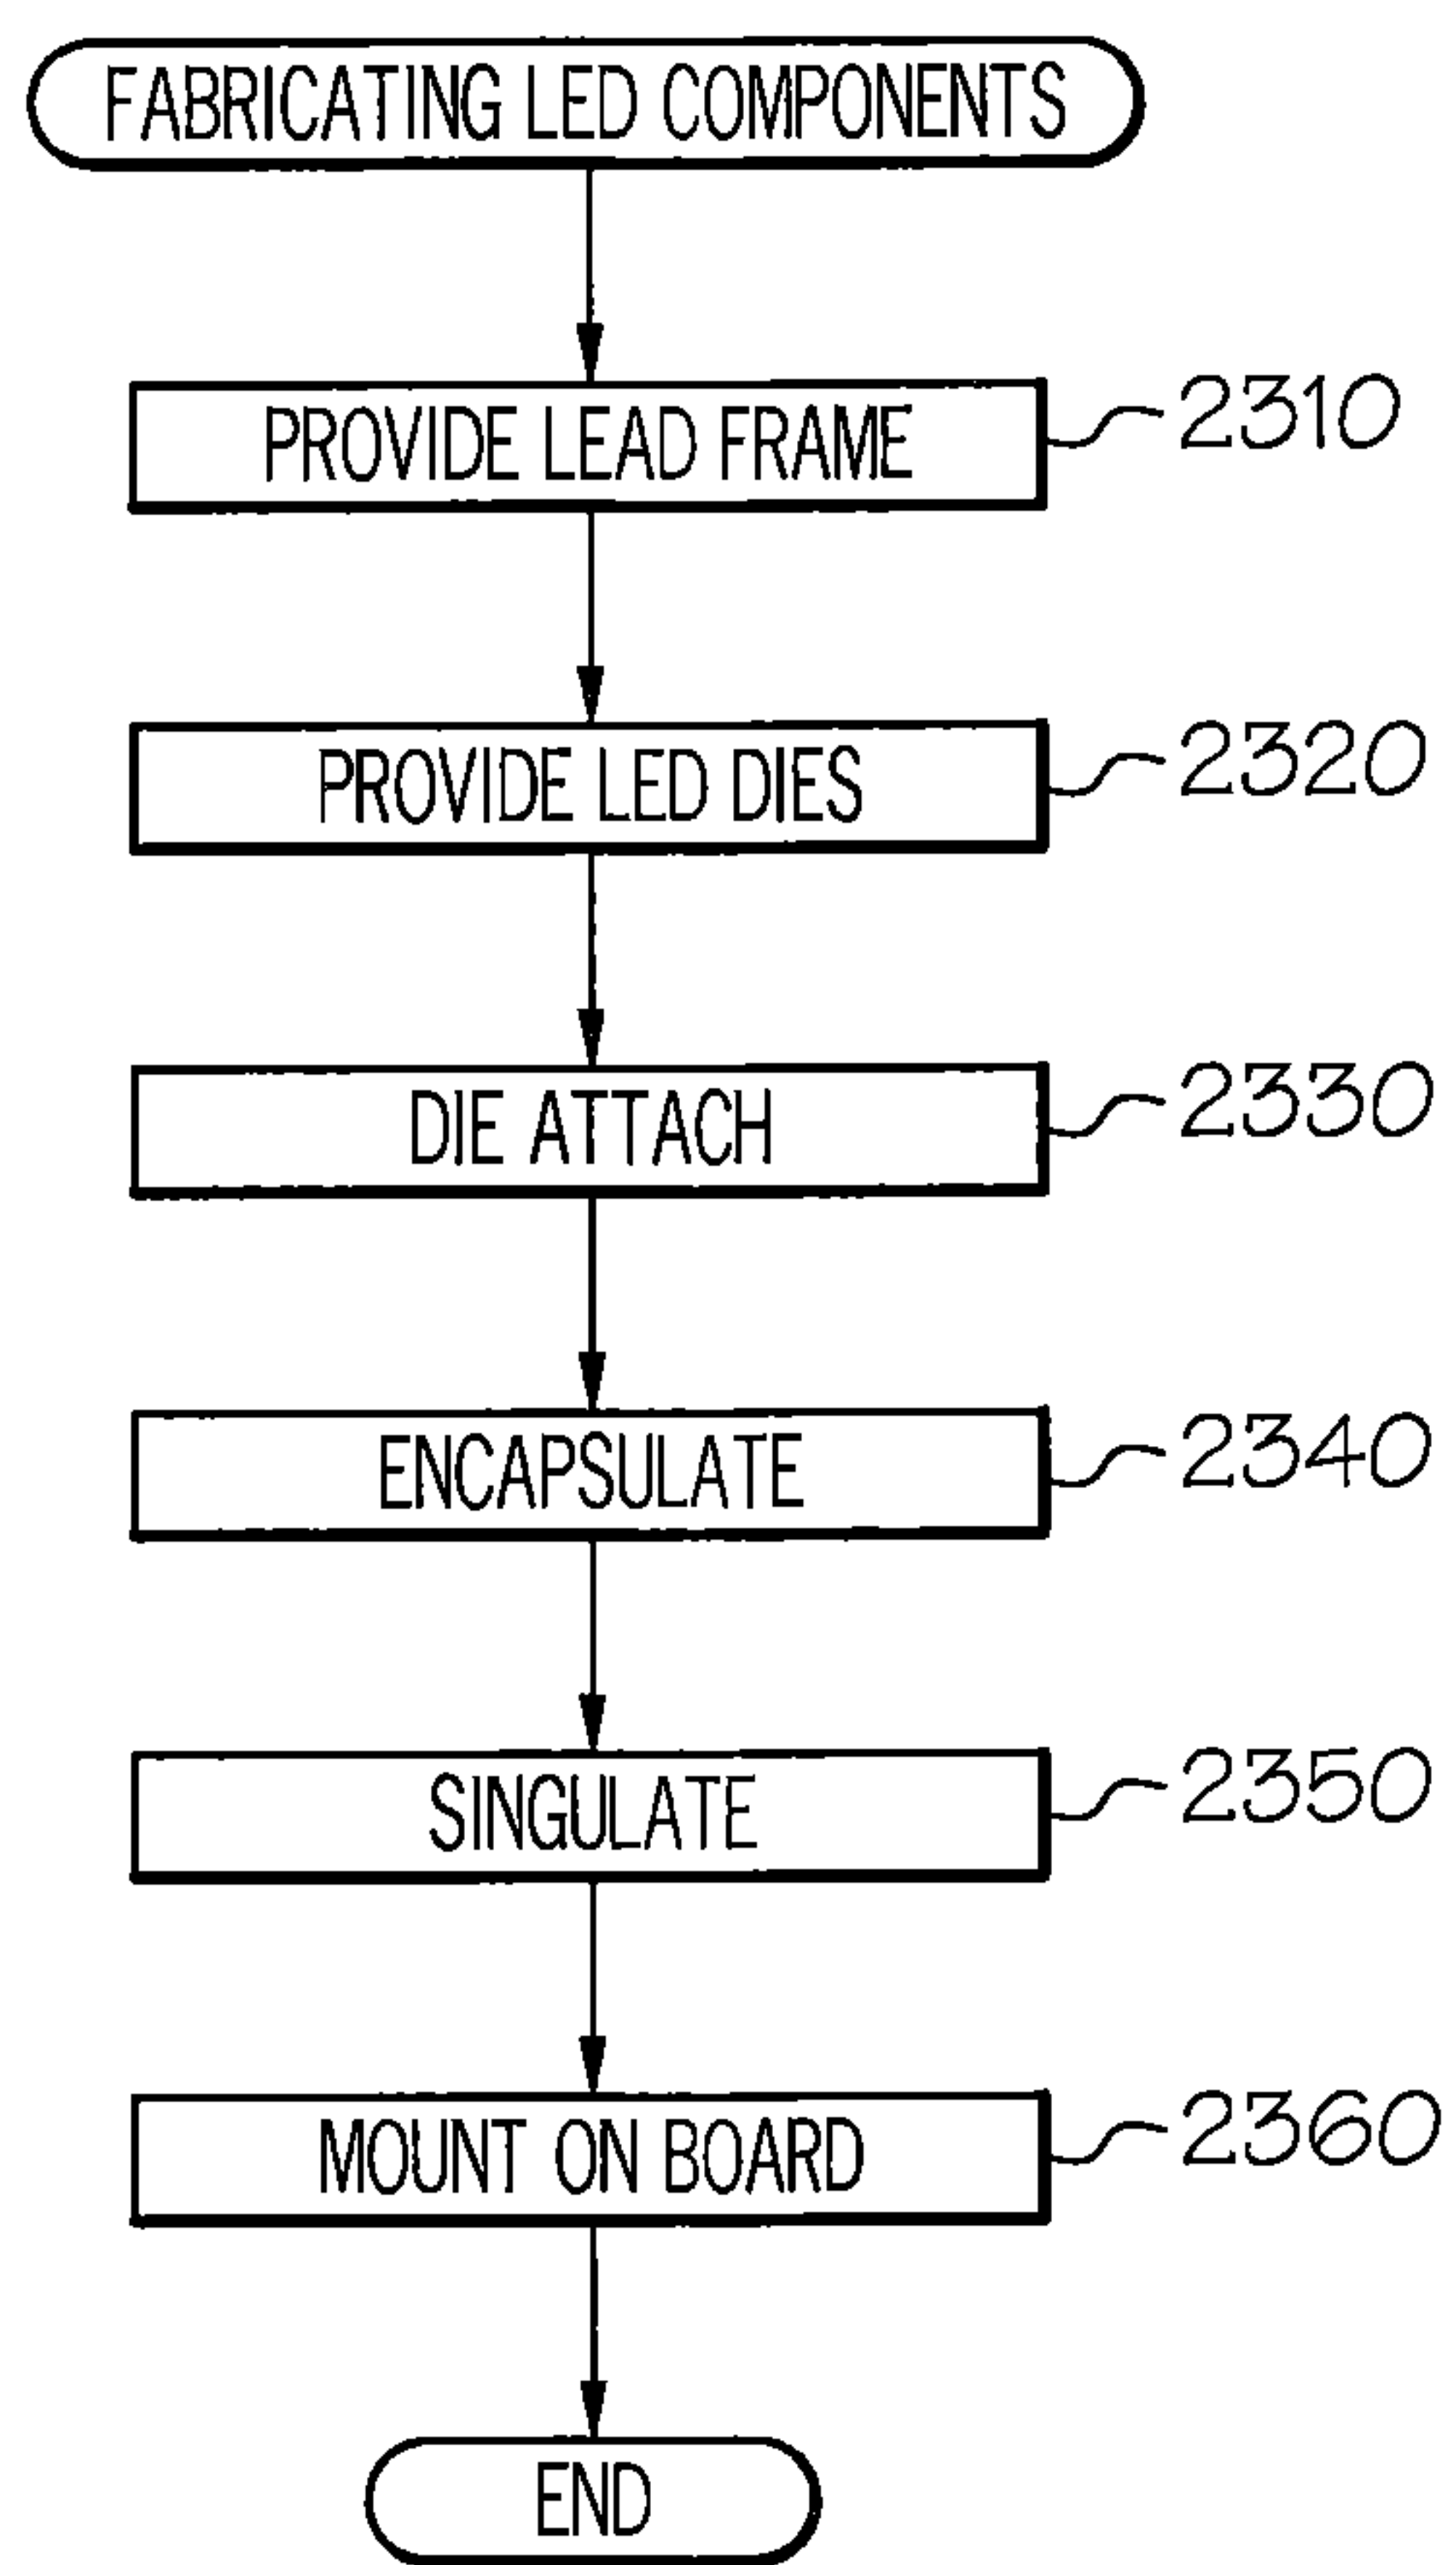 FABRICATING LED COMPONENTS
PROVIDE LEAD FRAME 2310
PROVIDE LED DIES 2320
DIE ATTACH 2330
ENCAPSULATE 2340
SINGULATE 2350
MOUNT ON BOARD 2360
END